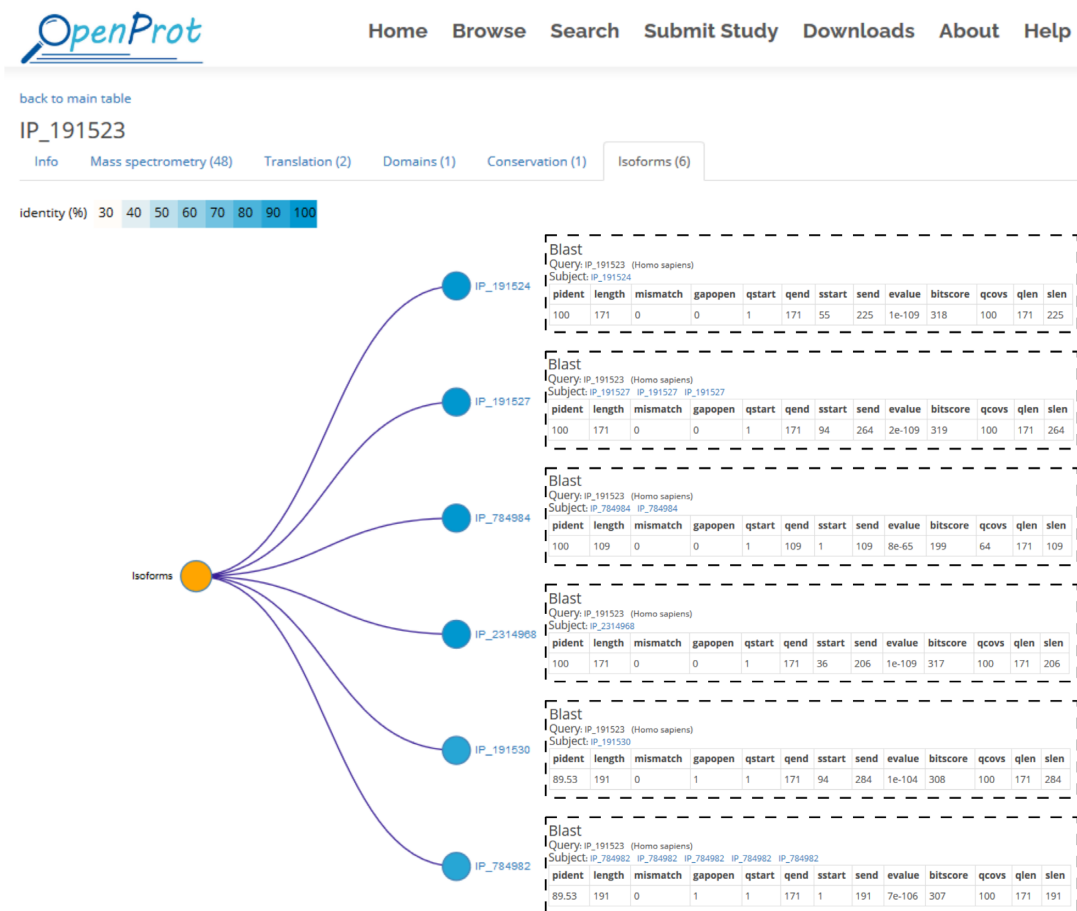 OpenProt
Home Browse Search Submit Study Downloads About Help
back to main table
IP_191523
Info Mass spectrometry (48) Translation (2) Domains (1) Conservation (1) Isoforms (6)
identity (%) 30 40 50 60 70 80 90 100
Isoforms
IP_191524
Blast
Query: IP_191523 (Homo sapiens)
Subject: IP_191524
pident length mismatch gapopen qstart qend sstart send evalue bitscore qcovs qlen slen
100 171 0 0 1 171 55 225 1e-109 318 100 171 225
IP_191527
Blast
Query: IP_191523 (Homo sapiens)
Subject: IP_191527 IP_191527 IP_191527
pident length mismatch gapopen qstart qend sstart send evalue bitscore qcovs qlen slen
100 171 0 0 1 171 94 264 2e-109 319 100 171 264
IP_784984
Blast
Query: IP_191523 (Homo sapiens)
Subject: IP_784984 IP_784984
pident length mismatch gapopen qstart qend sstart send evalue bitscore qcovs qlen slen
100 109 0 0 1 109 1 109 8e-65 199 64 171 109
IP_2314968
Blast
Query: IP_191523 (Homo sapiens)
Subject: IP_2314968
pident length mismatch gapopen qstart qend sstart send evalue bitscore qcovs qlen slen
100 171 0 0 1 171 36 206 1e-109 317 100 171 206
IP_191530
Blast
Query: IP_191523 (Homo sapiens)
Subject: IP_191530
pident length mismatch gapopen qstart qend sstart send evalue bitscore qcovs qlen slen
89.53 191 0 1 1 171 94 284 1e-104 308 100 171 284
IP_784982
Blast
Query: IP_191523 (Homo sapiens)
Subject: IP_784982 IP_784982 IP_784982 IP_784982 IP_784982
pident length mismatch gapopen qstart qend sstart send evalue bitscore qcovs qlen slen
89.53 191 0 1 1 171 1 191 7e-106 307 100 171 191